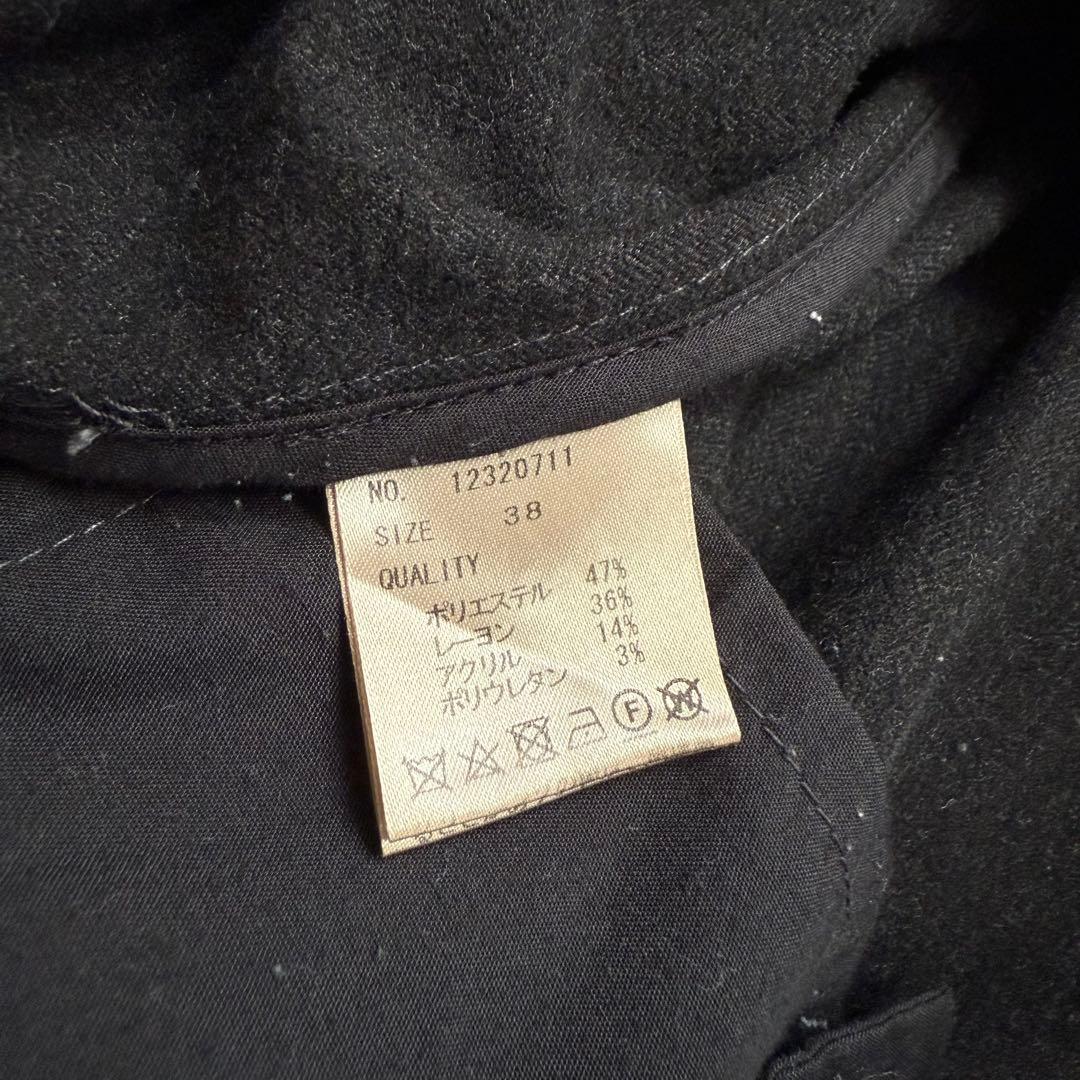 NO. 12320711
SIZE 38
QUALITY
ポリエステル 47%
レーヨン 36%
アクリル 14%
ポリウレタン 3%
F W